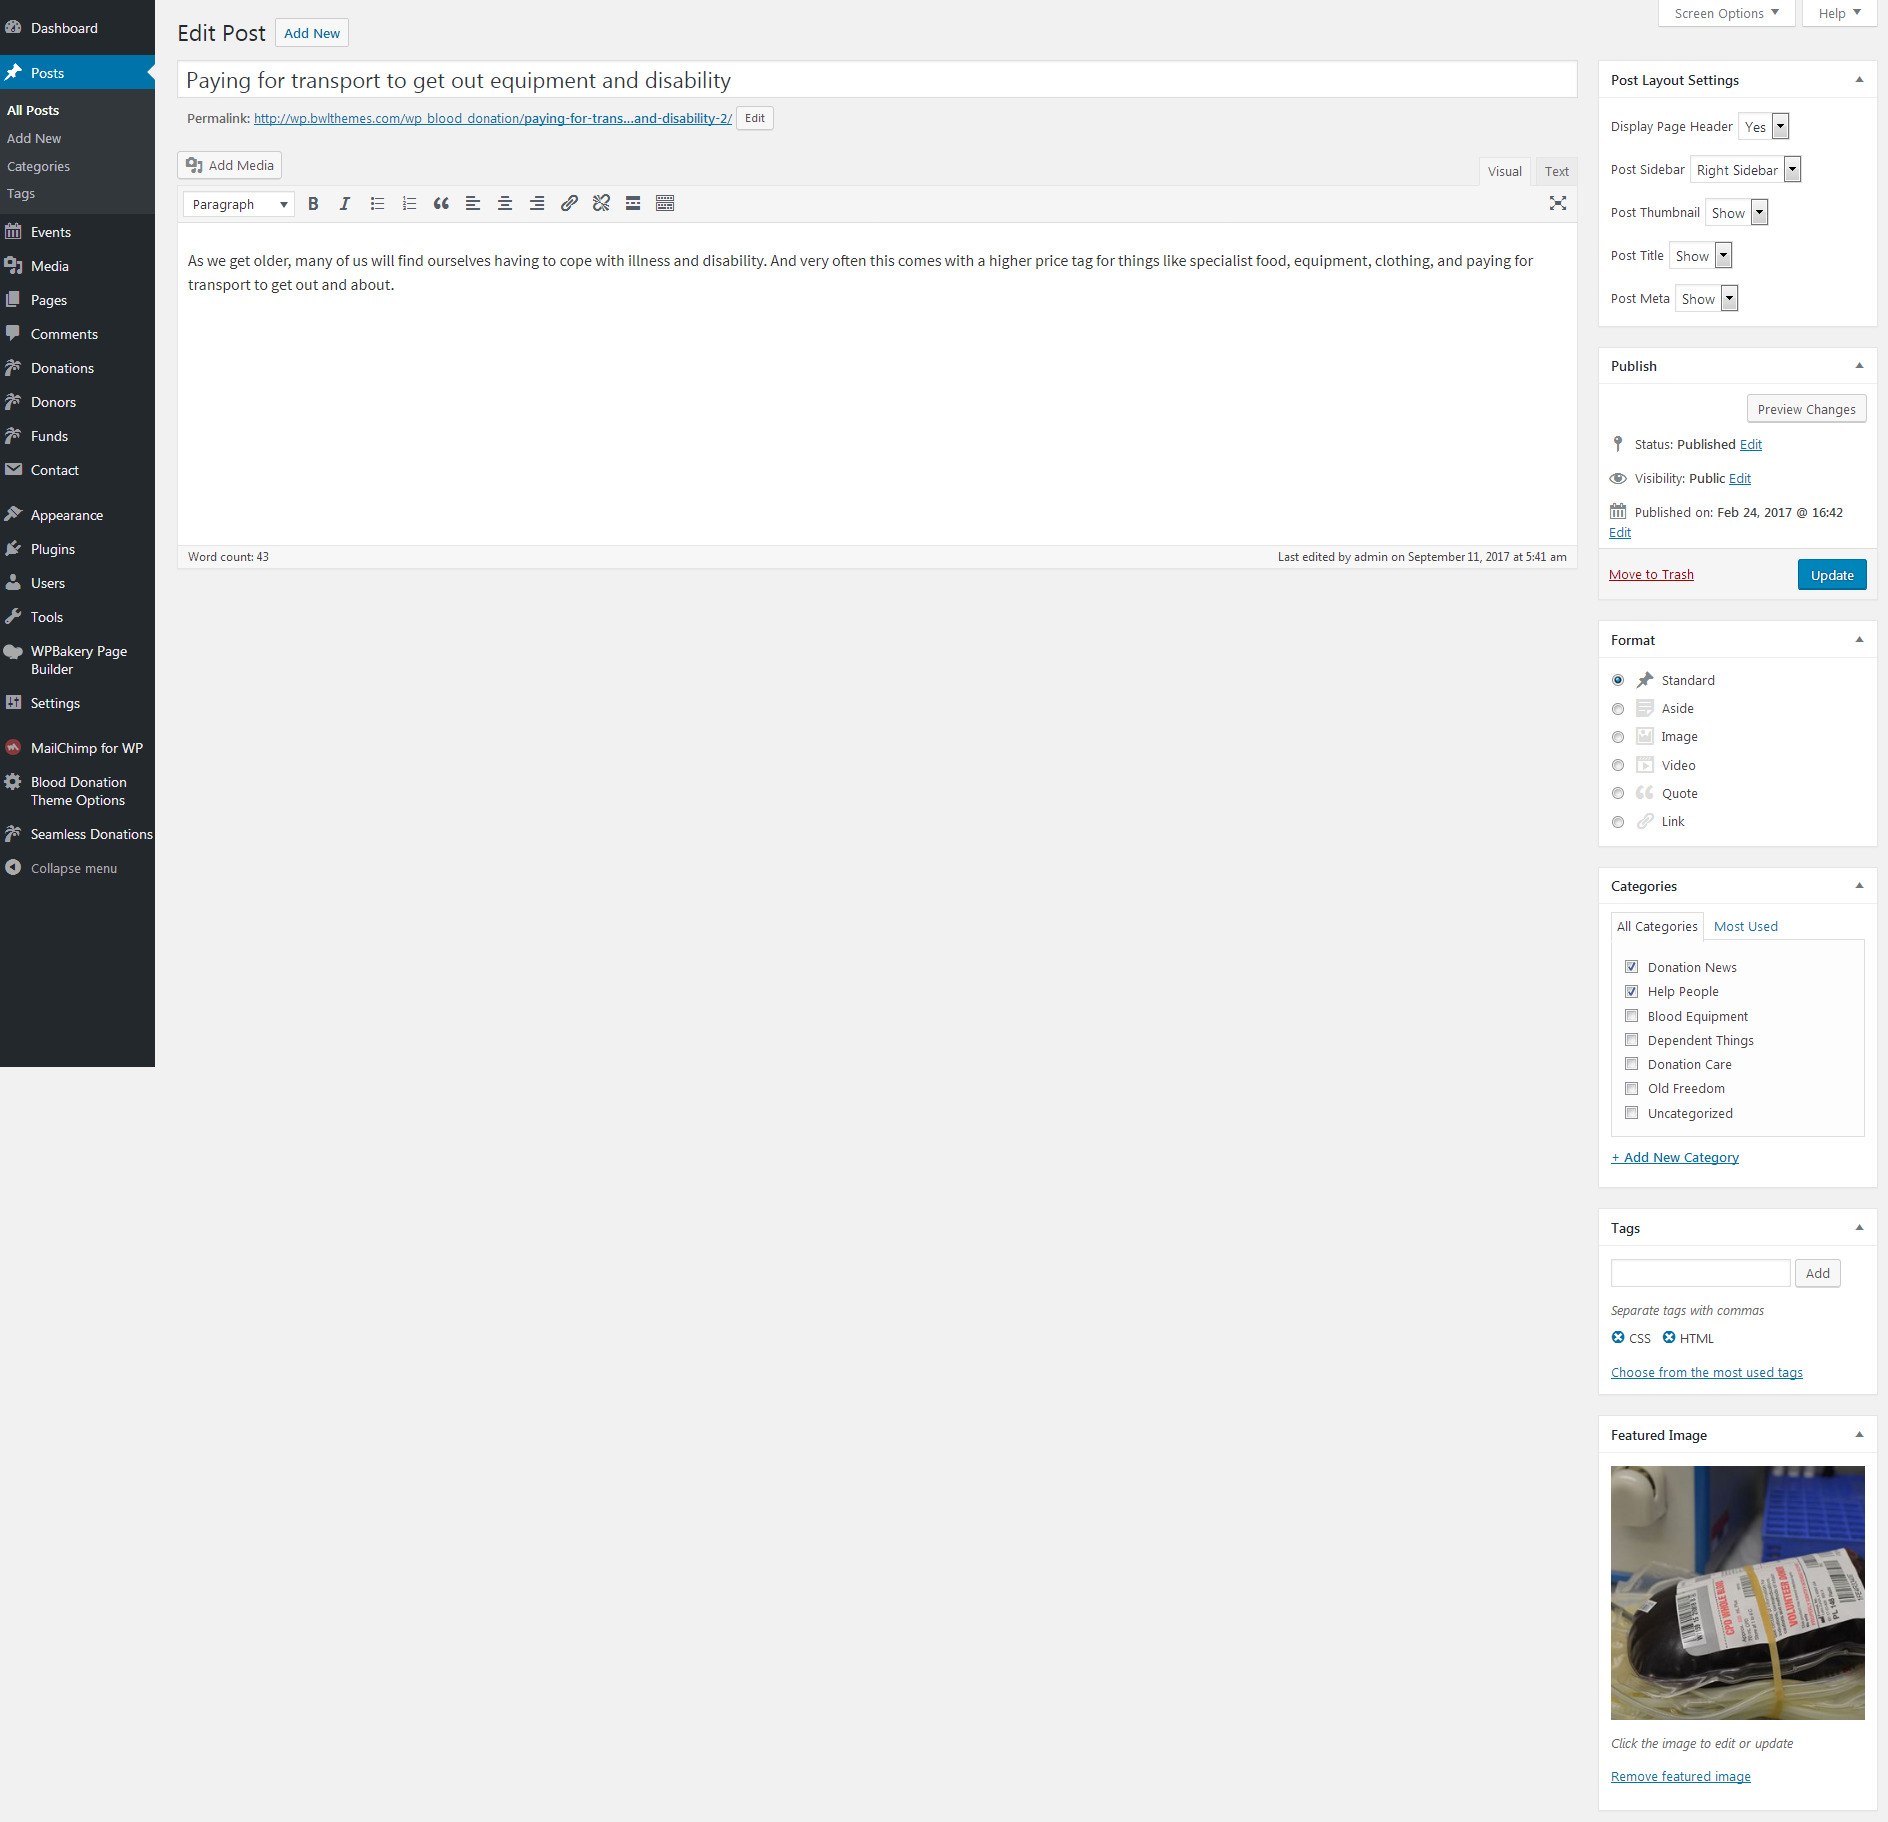 Dashboard
Posts
All Posts
Add New
Categories
Tags
Events
Media
Pages
Comments
Donations
Donors
Funds
Contact
Appearance
Plugins
Users
Tools
WPBakery Page
Builder
Settings
MailChimp for WP
Blood Donation
Theme Options
Seamless Donations
Collapse menu
Screen Options
Help
Edit Post
Add New
Paying for transport to get out equipment and disability
Permalink: http://wp.bwlthemes.com/wp_blood_donation/paying-for-trans...and-disability-2/ Edit
Add Media
Visual
Text
Paragraph
B I
As we get older, many of us will find ourselves having to cope with illness and disability. And very often this comes with a higher price tag for things like specialist food, equipment, clothing, and paying for
transport to get out and about.
Word count: 43
Last edited by admin on September 11, 2017 at 5:41 am
Post Layout Settings
Display Page Header Yes
Post Sidebar Right Sidebar
Post Thumbnail Show
Post Title Show
Post Meta Show
Publish
Preview Changes
Status: Published Edit
Visibility: Public Edit
Published on: Feb 24, 2017 @ 16:42
Edit
Move to Trash
Update
Format
Standard
Aside
Image
Video
Quote
Link
Categories
All Categories
Most Used
Donation News
Help People
Blood Equipment
Dependent Things
Donation Care
Old Freedom
Uncategorized
+ Add New Category
Tags
Add
Separate tags with commas
CSS
HTML
Choose from the most used tags
Featured Image
CPD WHOLE BLOOD
VOLUNTEER DONOR
Click the image to edit or update
Remove featured image